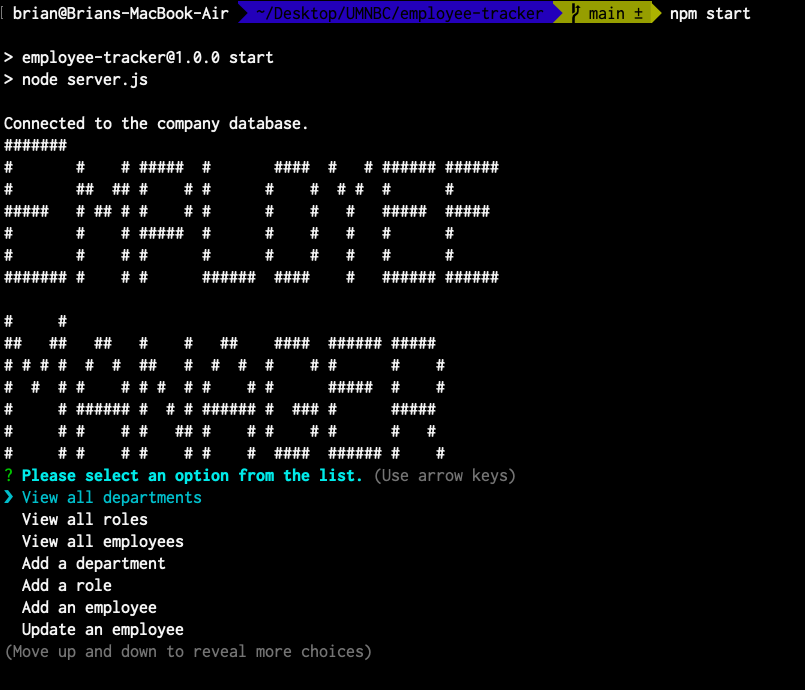 brian@Brians-MacBook-Air ~/Desktop/UMNBC/employee-tracker main ± npm start
> employee-tracker@1.0.0 start
> node server.js
Connected to the company database.
EMPLOYEE
MANAGER
? Please select an option from the list. (Use arrow keys)
❯ View all departments
View all roles
View all employees
Add a department
Add a role
Add an employee
Update an employee
(Move up and down to reveal more choices)